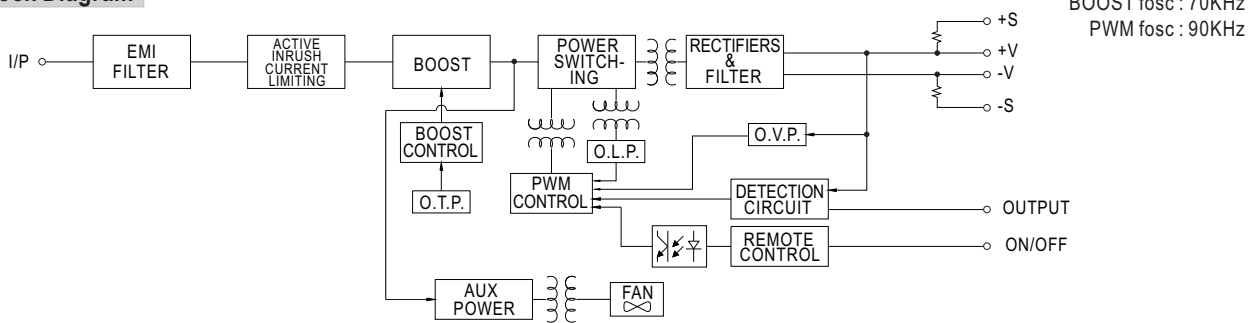 Diagram
BOOST fosc : 70KHz
PWM fosc : 90KHz
I/P
EMI
FILTER
ACTIVE
INRUSH
CURRENT
LIMITING
BOOST
POWER
SWITCH-
ING
RECTIFIERS
&
FILTER
+S
+V
-V
-S
BOOST
CONTROL
O.T.P.
O.L.P.
O.V.P.
PWM
CONTROL
DETECTION
CIRCUIT
OUTPUT
REMOTE
CONTROL
ON/OFF
AUX
POWER
FAN